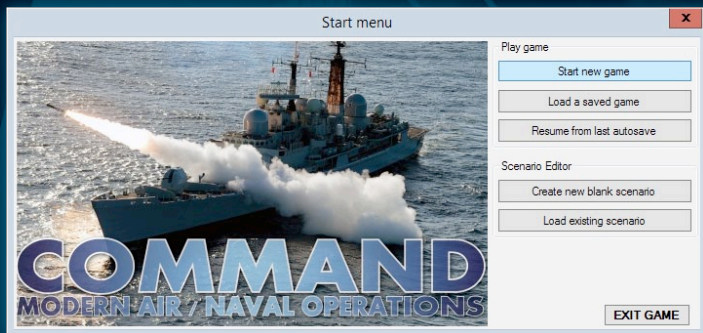 Start menu
x
Play game
Start new game
Load a saved game
Resume from last autosave
Scenario Editor
Create new blank scenario
Load existing scenario
COMMAND
MODERN AIR / NAVAL OPERATIONS
EXIT GAME